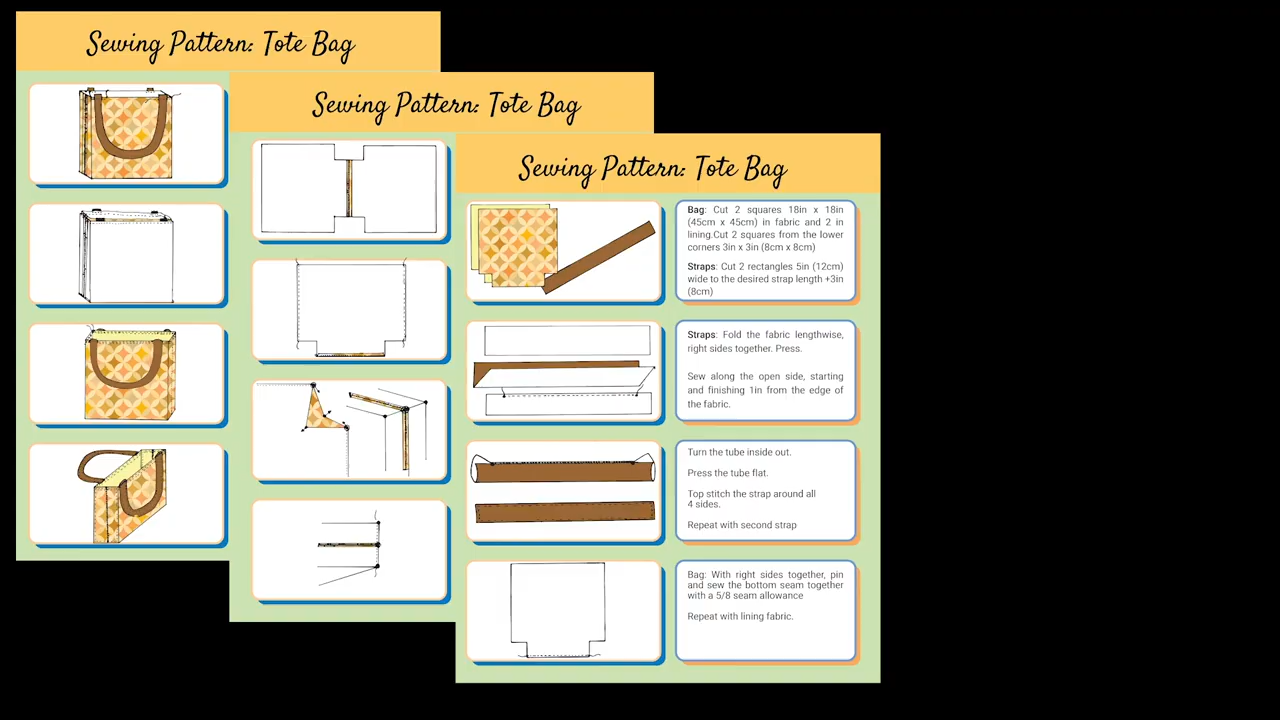 Sewing Pattern: Tote Bag
Sewing Pattern: Tote Bag
Sewing Pattern: Tote Bag
Bag: Cut 2 squares 18in x 18in
(45cm x 45cm) in fabric and 2 in
lining.Cut 2 squares from the lower
corners 3in x 3in (8cm x 8cm)
Straps: Cut 2 rectangles 5in (12cm)
wide to the desired strap length +3in
(8cm)
Straps: Fold the fabric lengthwise,
right sides together. Press.
Sew along the open side, starting
and finishing 1in from the edge of
the fabric.
Turn the tube inside out.
Press the tube flat.
Top stitch the strap around all
4 sides.
Repeat with second strap
Bag: With right sides together, pin
and sew the bottom seam together
with a 5/8 seam allowance
Repeat with lining fabric.